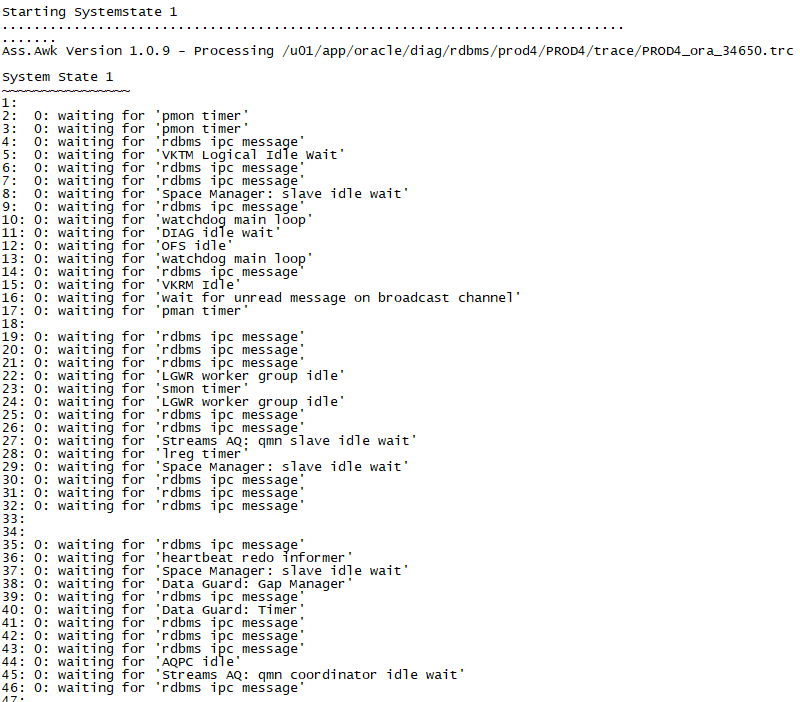 Starting Systemstate 1
..............................................................................
.......
Ass.Awk Version 1.0.9 - Processing /u01/app/oracle/diag/rdbms/prod4/PROD4/trace/PROD4_ora_34650.trc
System State 1
~~~~~~~~~~~~~~~~
1:
2:  0: waiting for 'pmon timer'
3:  0: waiting for 'pmon timer'
4:  0: waiting for 'rdbms ipc message'
5:  0: waiting for 'VKTM Logical Idle Wait'
6:  0: waiting for 'rdbms ipc message'
7:  0: waiting for 'rdbms ipc message'
8:  0: waiting for 'Space Manager: slave idle wait'
9:  0: waiting for 'rdbms ipc message'
10: 0: waiting for 'watchdog main loop'
11: 0: waiting for 'DIAG idle wait'
12: 0: waiting for 'OFS idle'
13: 0: waiting for 'watchdog main loop'
14: 0: waiting for 'rdbms ipc message'
15: 0: waiting for 'VKRM Idle'
16: 0: waiting for 'wait for unread message on broadcast channel'
17: 0: waiting for 'pman timer'
18:
19: 0: waiting for 'rdbms ipc message'
20: 0: waiting for 'rdbms ipc message'
21: 0: waiting for 'rdbms ipc message'
22: 0: waiting for 'LGWR worker group idle'
23: 0: waiting for 'smon timer'
24: 0: waiting for 'LGWR worker group idle'
25: 0: waiting for 'rdbms ipc message'
26: 0: waiting for 'rdbms ipc message'
27: 0: waiting for 'Streams AQ: qmn slave idle wait'
28: 0: waiting for 'lreg timer'
29: 0: waiting for 'Space Manager: slave idle wait'
30: 0: waiting for 'rdbms ipc message'
31: 0: waiting for 'rdbms ipc message'
32: 0: waiting for 'rdbms ipc message'
33:
34:
35: 0: waiting for 'rdbms ipc message'
36: 0: waiting for 'heartbeat redo informer'
37: 0: waiting for 'Space Manager: slave idle wait'
38: 0: waiting for 'Data Guard: Gap Manager'
39: 0: waiting for 'rdbms ipc message'
40: 0: waiting for 'Data Guard: Timer'
41: 0: waiting for 'rdbms ipc message'
42: 0: waiting for 'rdbms ipc message'
43: 0: waiting for 'rdbms ipc message'
44: 0: waiting for 'AQPC idle'
45: 0: waiting for 'Streams AQ: qmn coordinator idle wait'
46: 0: waiting for 'rdbms ipc message'
47: